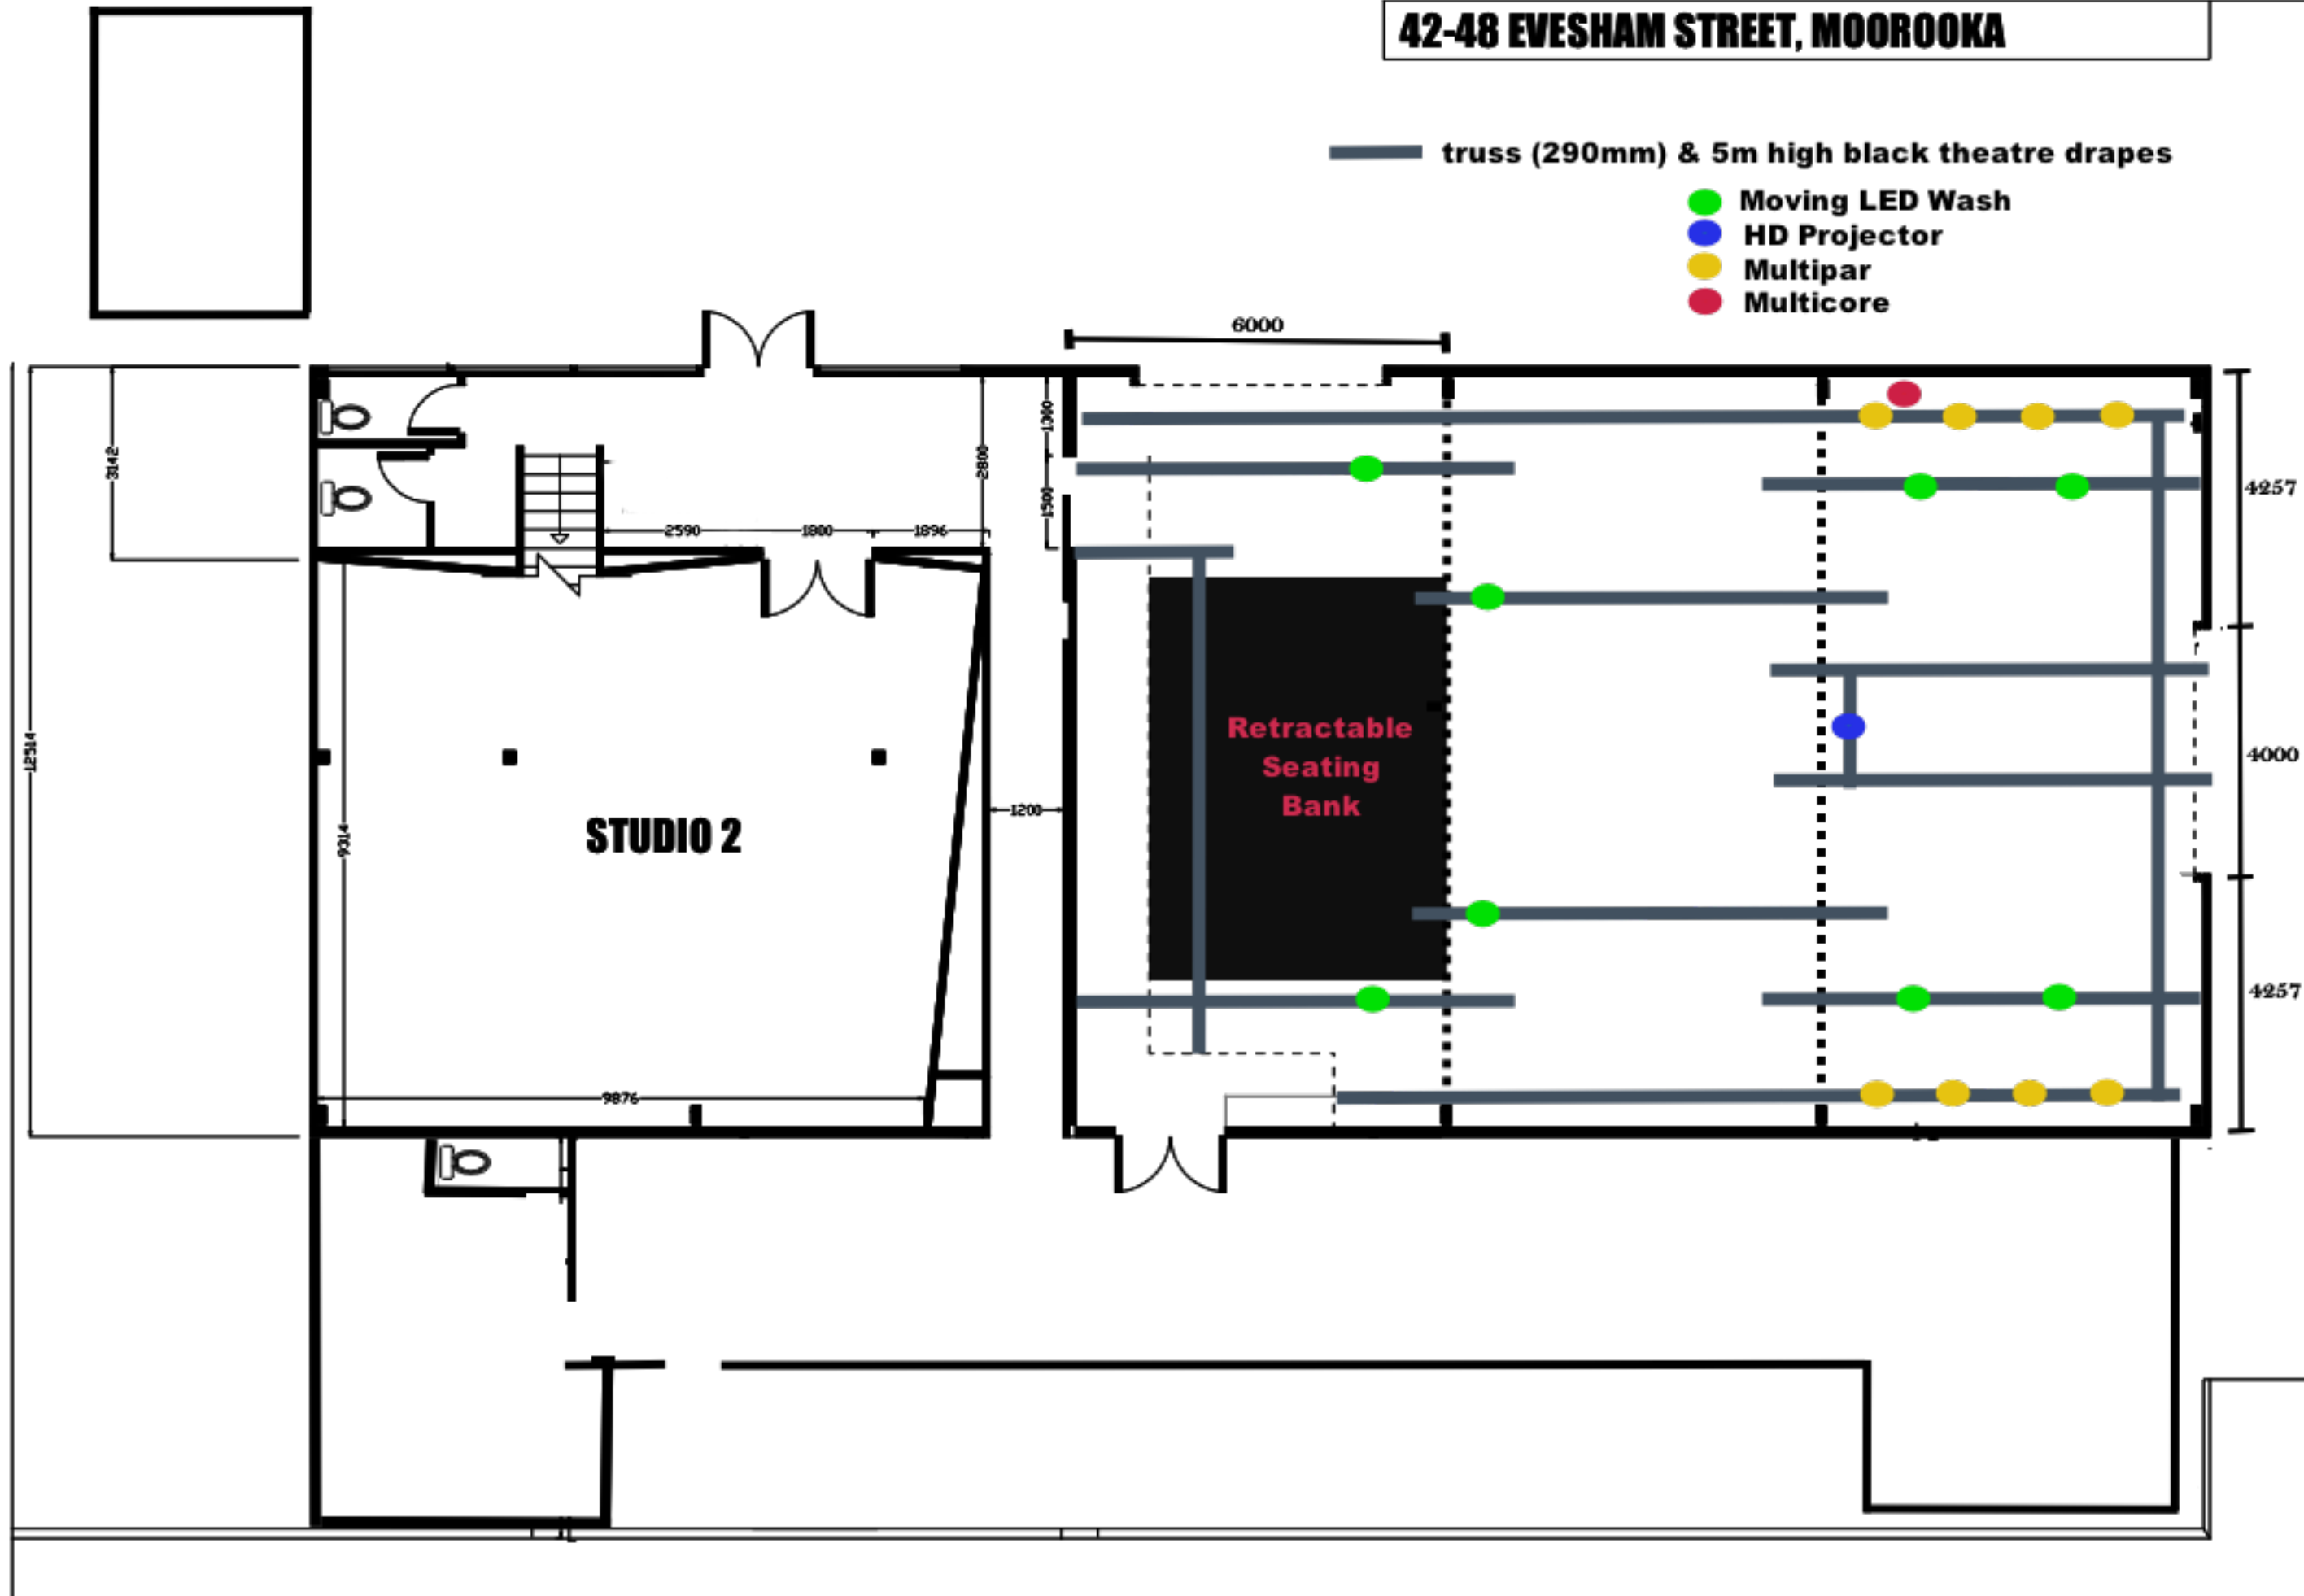 42-48 EVESHAM STREET, MOOROOKA
truss (290mm) & 5m high black theatre drapes
Moving LED Wash
HD Projector
Multipar
Multicore
6000
3142
12514
1300
2800
1500
4257
2590
1800
1896
Retractable
Seating
Bank
4000
STUDIO 2
9314
1200
4257
9876